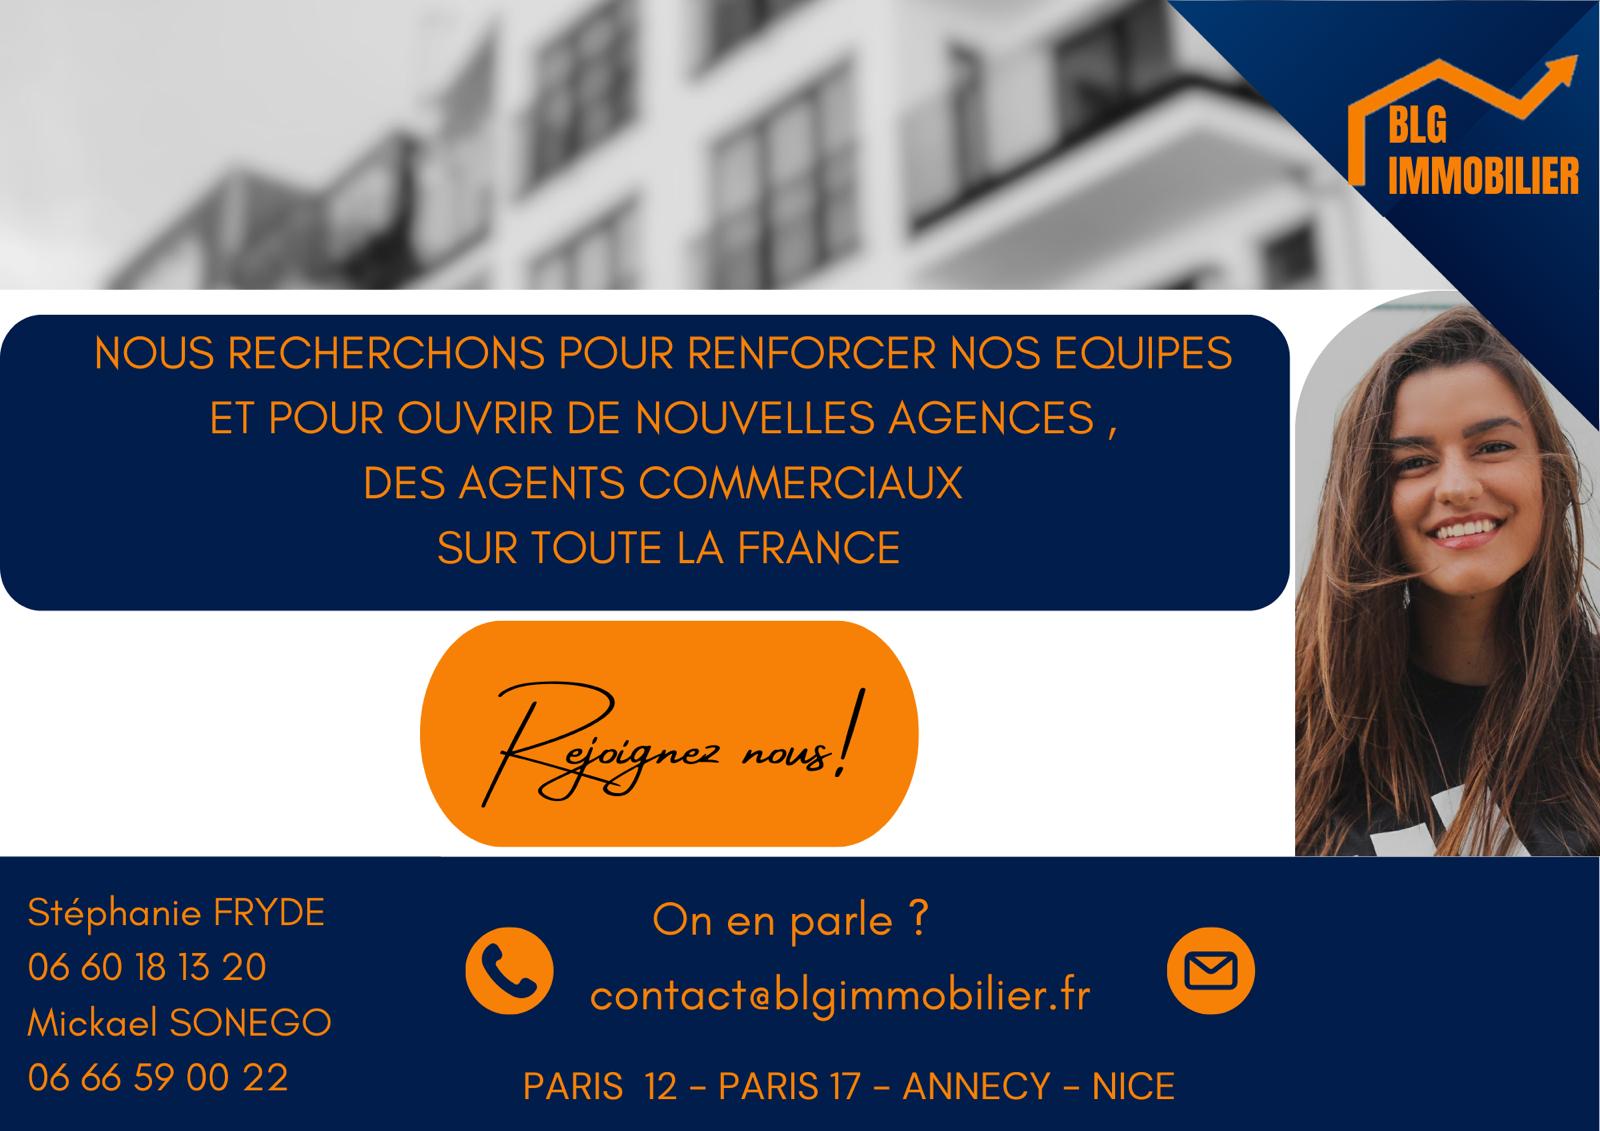 BLG
IMMOBILIER
NOUS RECHERCHONS POUR RENFORCER NOS EQUIPES
ET POUR OUVRIR DE NOUVELLES AGENCES ,
DES AGENTS COMMERCIAUX
SUR TOUTE LA FRANCE
Rejoignez nous!
Stéphanie FRYDE
06 60 18 13 20
Mickael SONEGO
06 66 59 00 22
On en parle ?
contact@blgimmobilier.fr
PARIS  12 – PARIS 17 – ANNECY – NICE